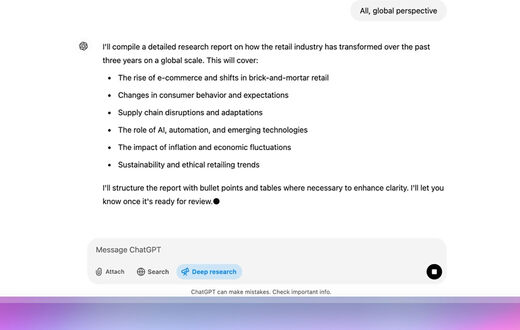 All, global perspective
I'll compile a detailed research report on how the retail industry has transformed over the past
three years on a global scale. This will cover:
• The rise of e-commerce and shifts in brick-and-mortar retail
• Changes in consumer behavior and expectations
• Supply chain disruptions and adaptations
• The role of AI, automation, and emerging technologies
• The impact of inflation and economic fluctuations
• Sustainability and ethical retailing trends
I'll structure the report with bullet points and tables where necessary to enhance clarity. I'll let you
know once it's ready for review.
Message ChatGPT
Attach Search Deep research
ChatGPT can make mistakes. Check important info.